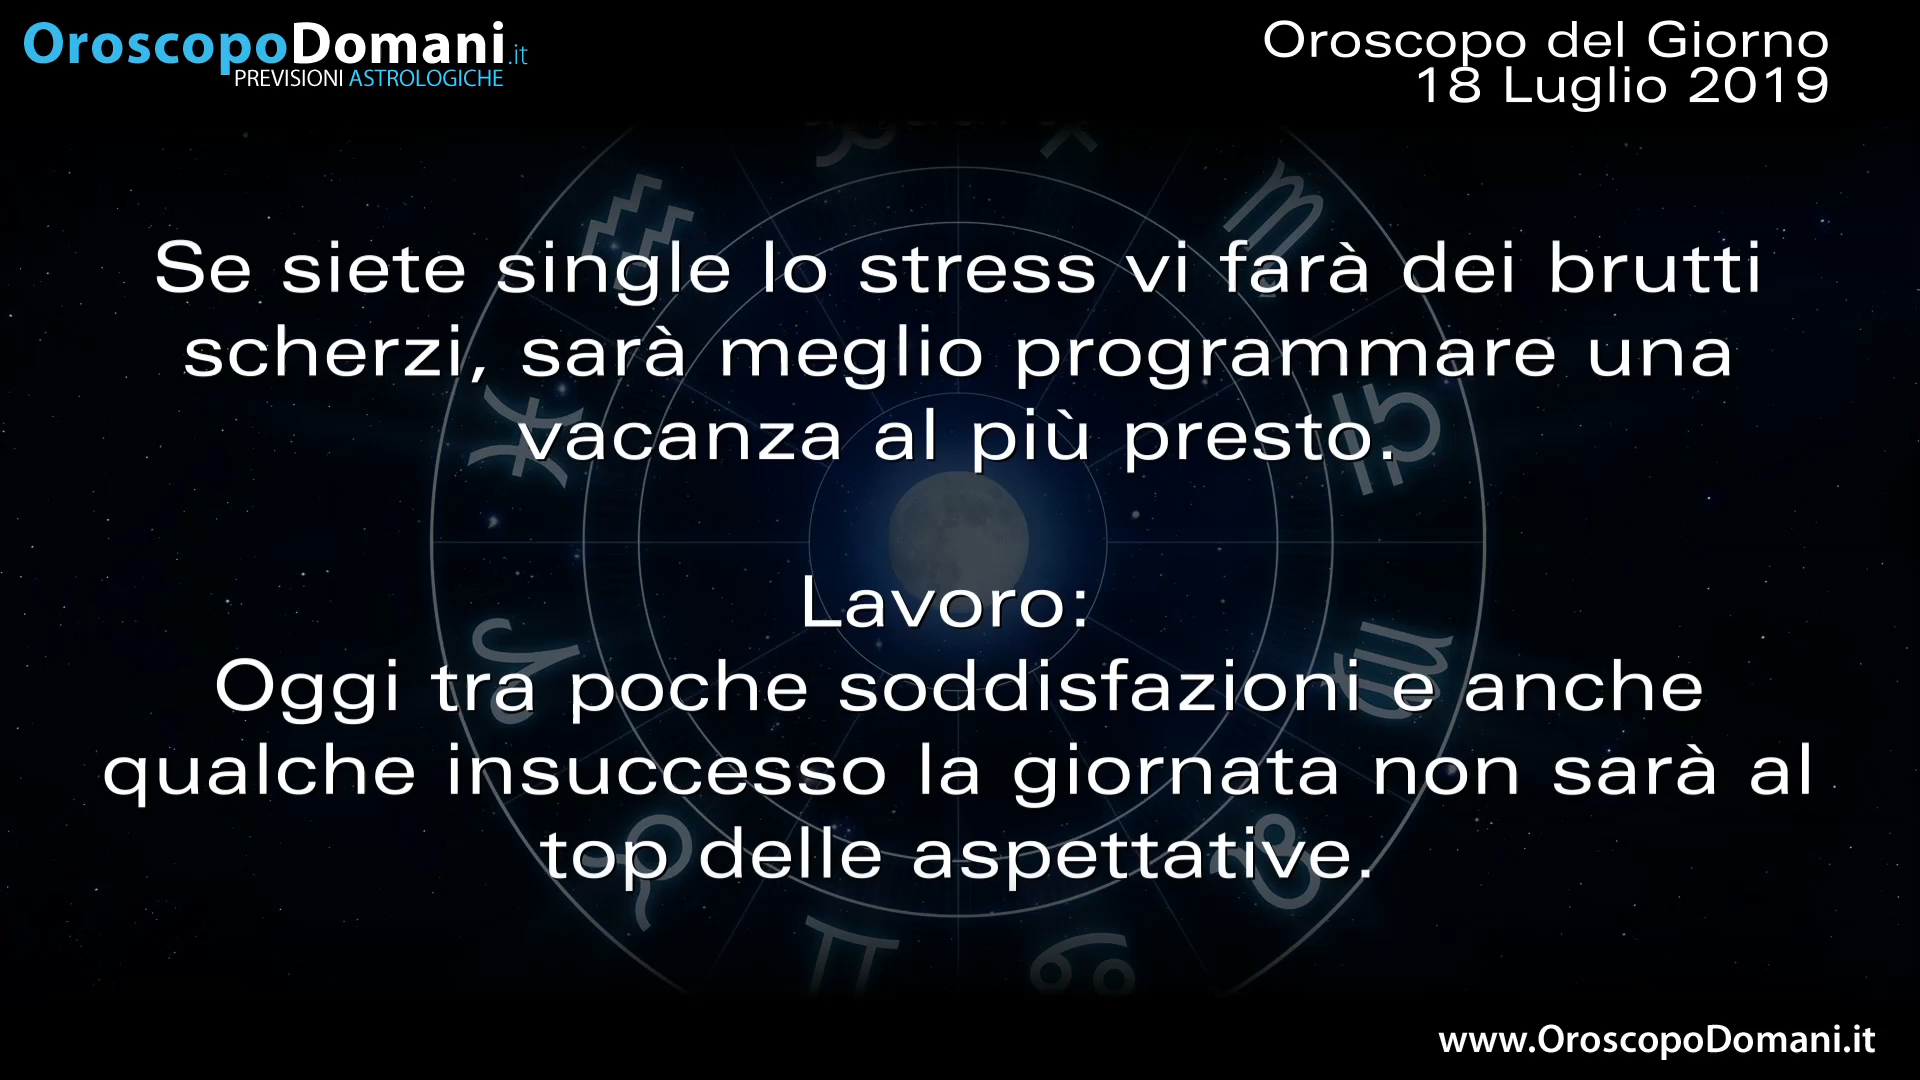 OroscopoDomani.it
PREVISIONI ASTROLOGICHE
Oroscopo del Giorno
18 Luglio 2019
Se siete single lo stress vi farà dei brutti
scherzi, sarà meglio programmare una
vacanza al più presto.
Lavoro:
Oggi tra poche soddisfazioni e anche
qualche insuccesso la giornata non sarà al
top delle aspettative.
www.OroscopoDomani.it